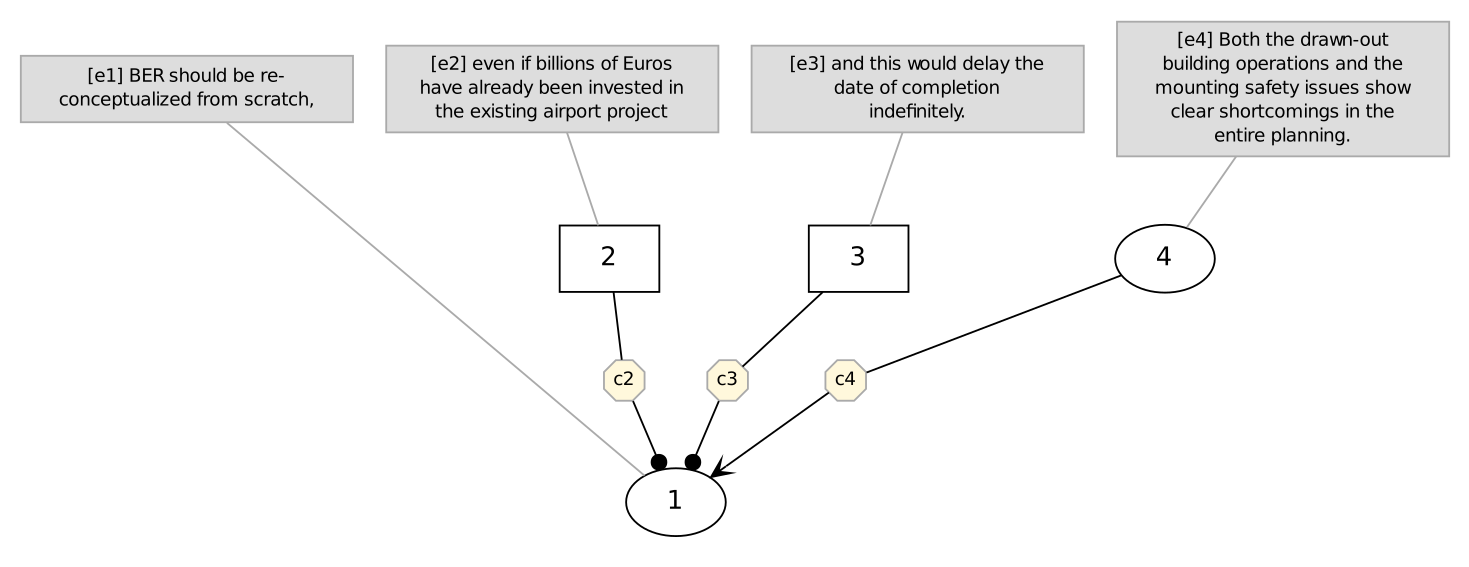 [e1] BER should be re-
conceptualized from scratch,
[e2] even if billions of Euros
have already been invested in
the existing airport project
[e3] and this would delay the
date of completion
indefinitely.
[e4] Both the drawn-out
building operations and the
mounting safety issues show
clear shortcomings in the
entire planning.
2
3
4
c2
c3
c4
1